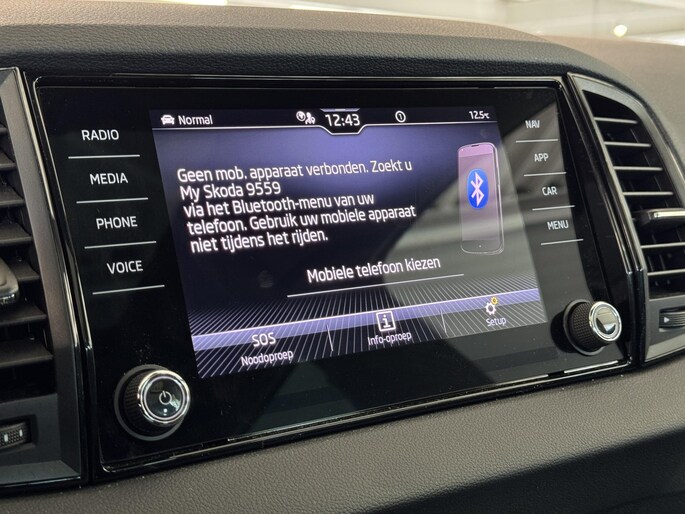 Normal
12:43
12.5°C
RADIO
MEDIA
PHONE
VOICE
NAV
APP
CAR
MENU
Geen mob. apparaat verbonden. Zoekt u
My Skoda 9559
via het Bluetooth-menu van uw
telefoon. Gebruik uw mobiele apparaat
niet tijdens het rijden.
Mobiele telefoon kiezen
SOS
Noodoproep
i
Info-oproep
Setup